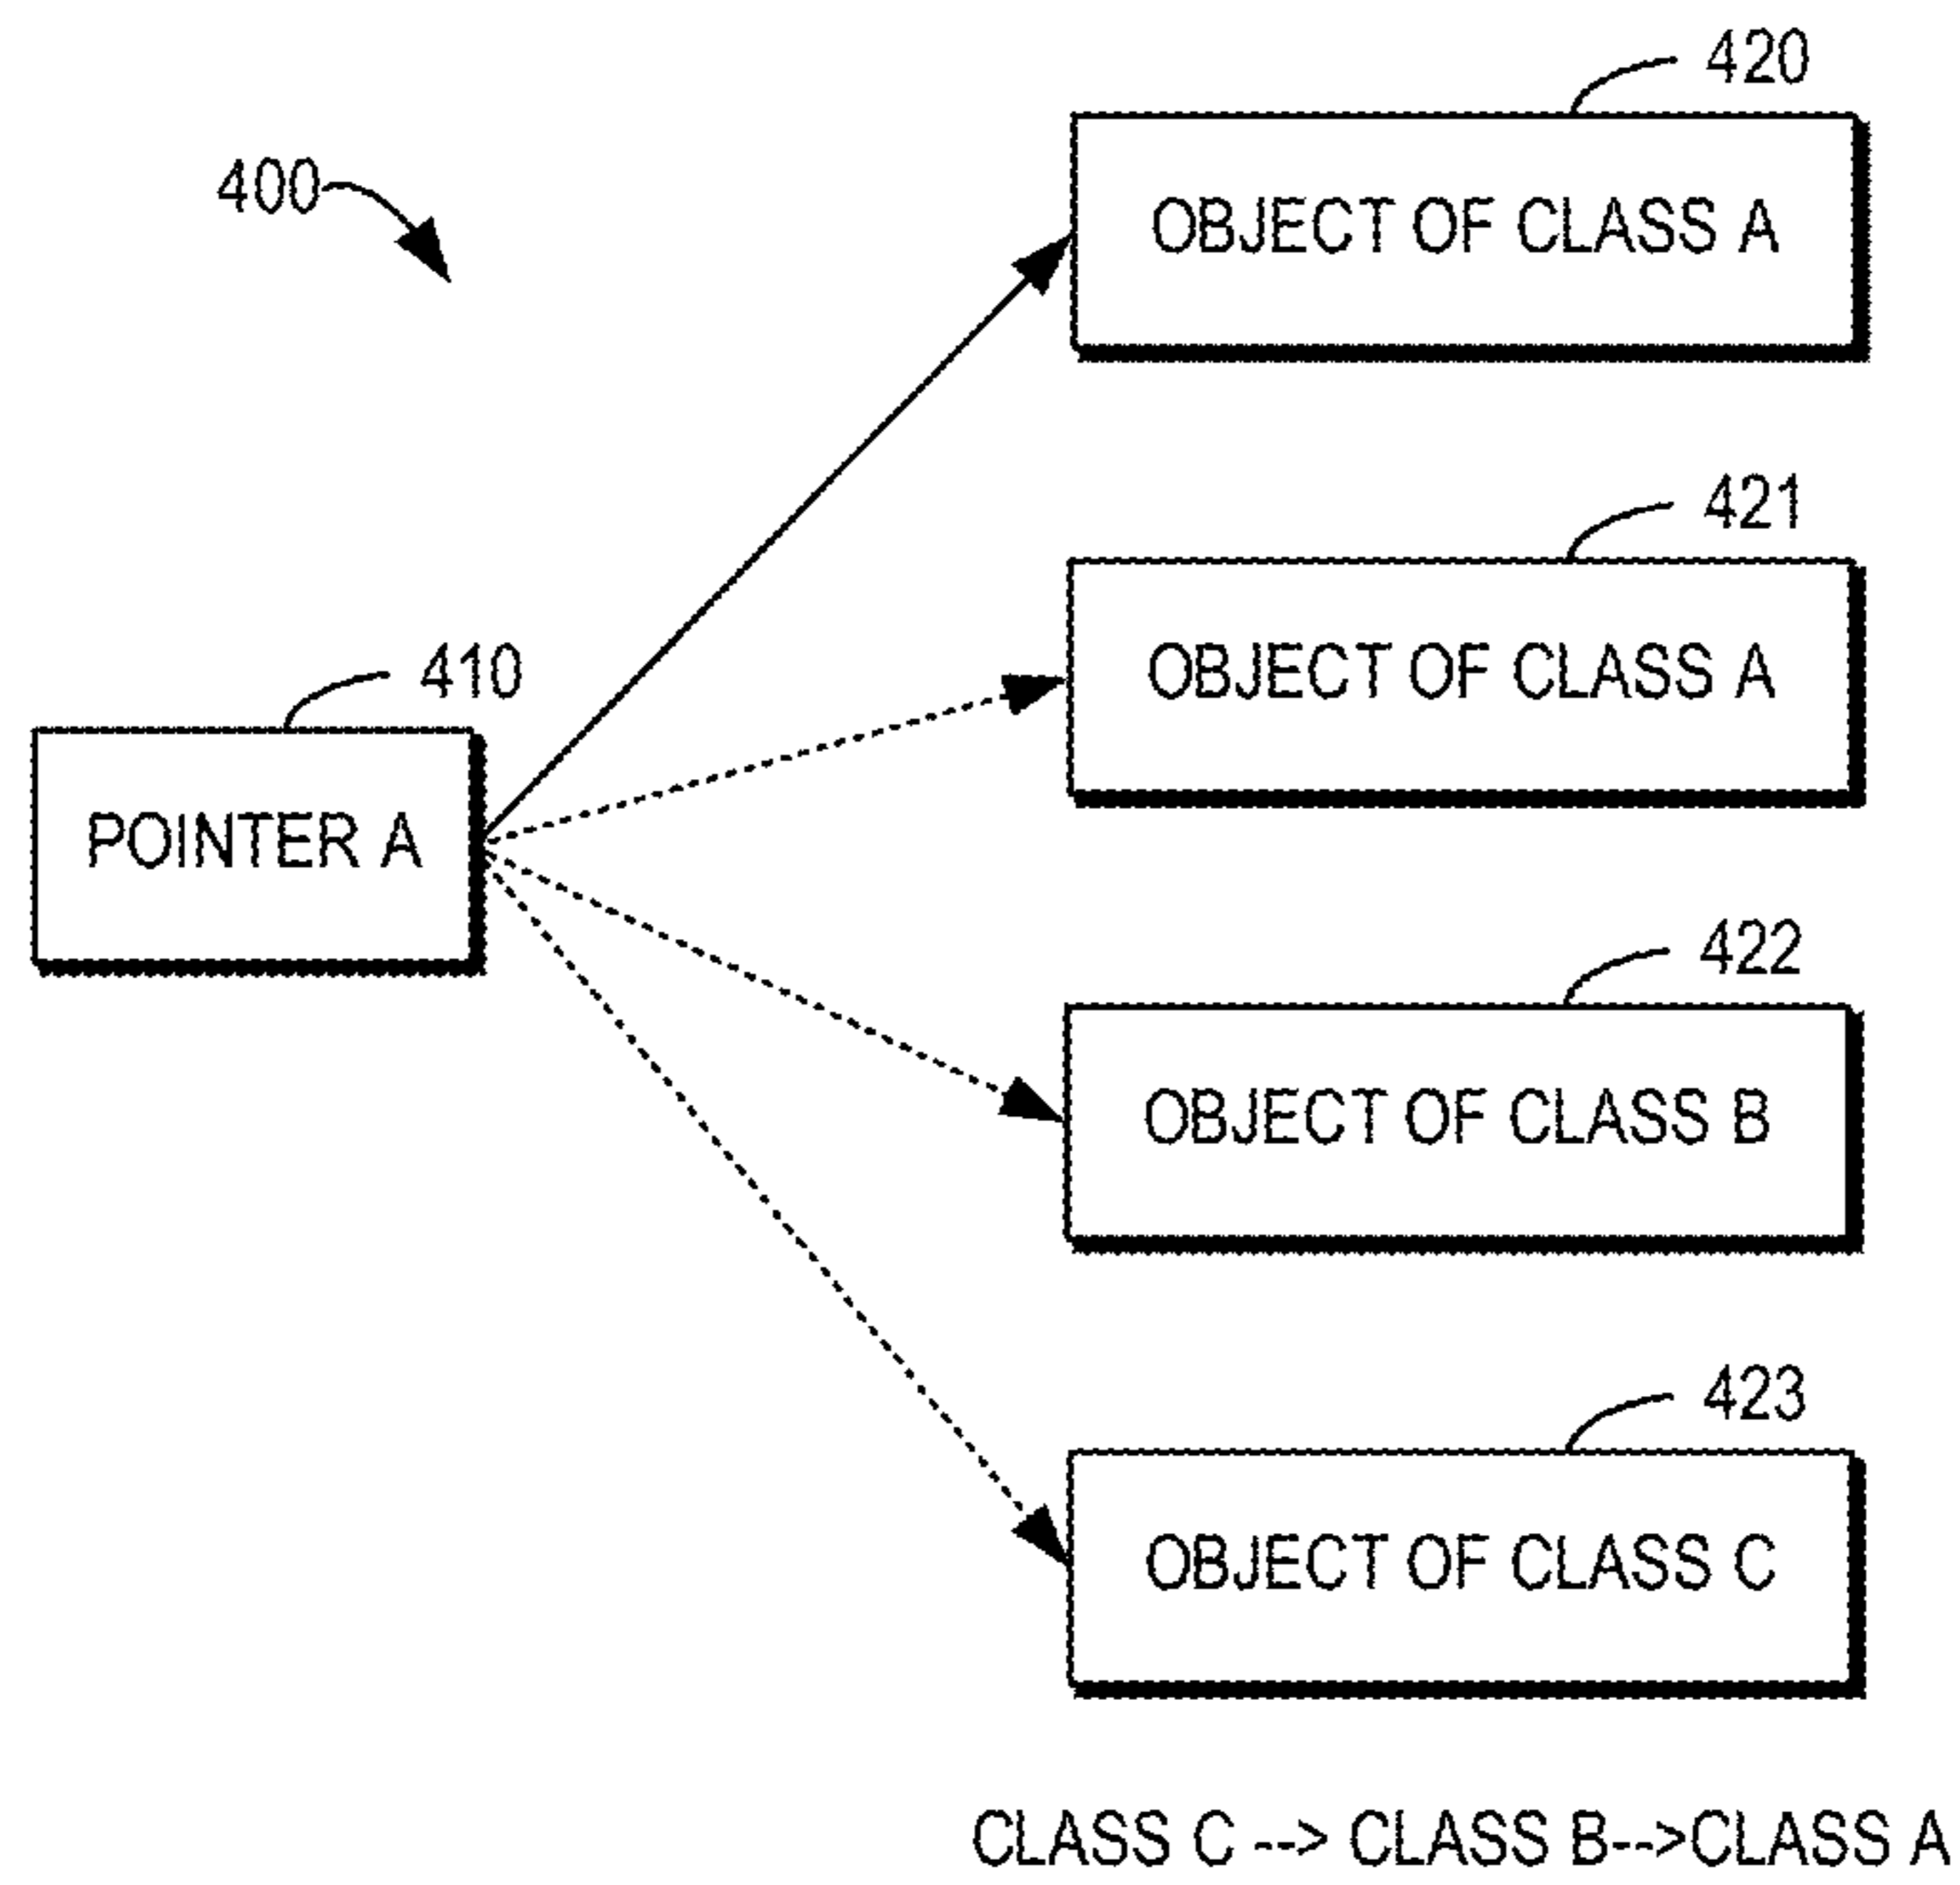 420
400
OBJECT OF CLASS A
421
410
OBJECT OF CLASS A
POINTER A
422
OBJECT OF CLASS B
423
OBJECT OF CLASS C
CLASS C --> CLASS B-->CLASS A